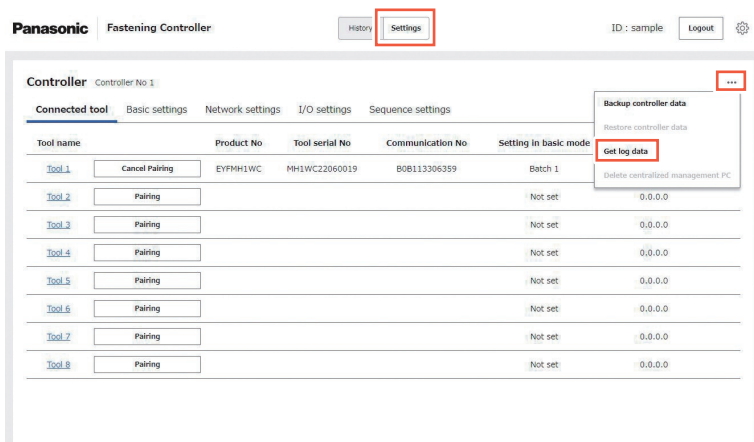 Panasonic Fastening Controller History Settings ID : sample Logout
Controller Controller No 1 ...
Connected tool Basic settings Network settings I/O settings Sequence settings
Backup controller data
Restore controller data
Get log data
Delete centralized management PC
Tool name Product No Tool serial No Communication No Setting in basic mode
Tool 1 Cancel Pairing EYFMH1WC MH1WC22060019 B0B113306359 Batch 1
Tool 2 Pairing Not set 0.0.0.0
Tool 3 Pairing Not set 0.0.0.0
Tool 4 Pairing Not set 0.0.0.0
Tool 5 Pairing Not set 0.0.0.0
Tool 6 Pairing Not set 0.0.0.0
Tool 7 Pairing Not set 0.0.0.0
Tool 8 Pairing Not set 0.0.0.0